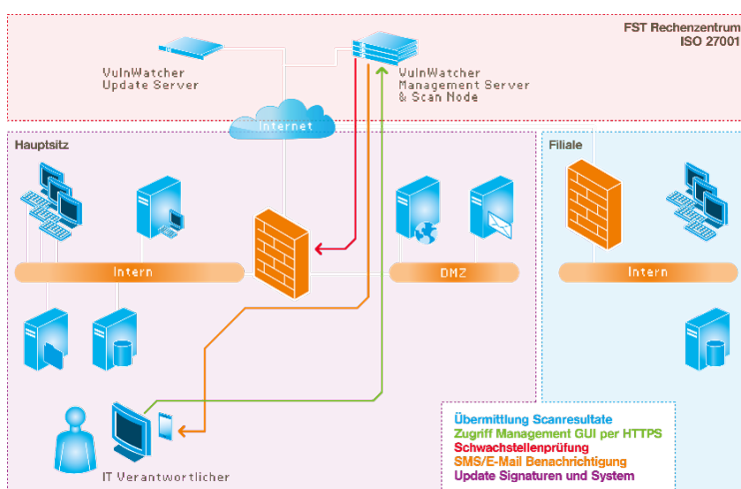 FST Rechenzentrum
ISO 27001
VulnWatcher
Update Server
VulnWatcher
Management Server
& Scan Node
Internet
Hauptsitz
Filiale
Intern
DMZ
Intern
IT Verantwortlicher
Übermittlung Scanresultate
Zugriff Management GUI per HTTPS
Schwachstellenprüfung
SMS/E-Mail Benachrichtigung
Update Signaturen und System